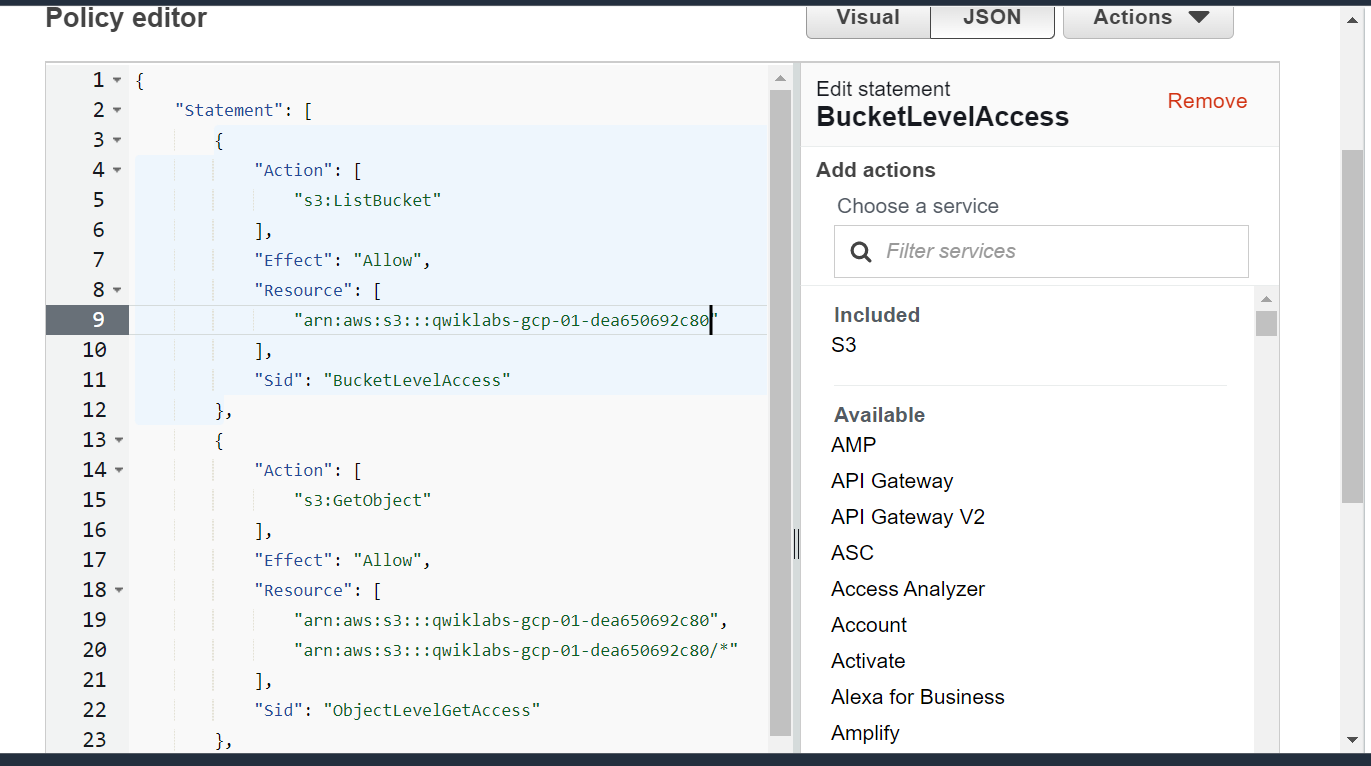 Policy editor
Visual JSON Actions
1 {
2 "Statement": [
3 {
4 "Action": [
5 "s3:ListBucket"
6 ],
7 "Effect": "Allow",
8 "Resource": [
9 "arn:aws:s3:::qwiklabs-gcp-01-dea650692c80"
10 ],
11 "Sid": "BucketLevelAccess"
12 },
13 {
14 "Action": [
15 "s3:GetObject"
16 ],
17 "Effect": "Allow",
18 "Resource": [
19 "arn:aws:s3:::qwiklabs-gcp-01-dea650692c80",
20 "arn:aws:s3:::qwiklabs-gcp-01-dea650692c80/*"
21 ],
22 "Sid": "ObjectLevelGetAccess"
23 },
Edit statement
BucketLevelAccess
Remove
Add actions
Choose a service
Filter services
Included
S3
Available
AMP
API Gateway
API Gateway V2
ASC
Access Analyzer
Account
Activate
Alexa for Business
Amplify